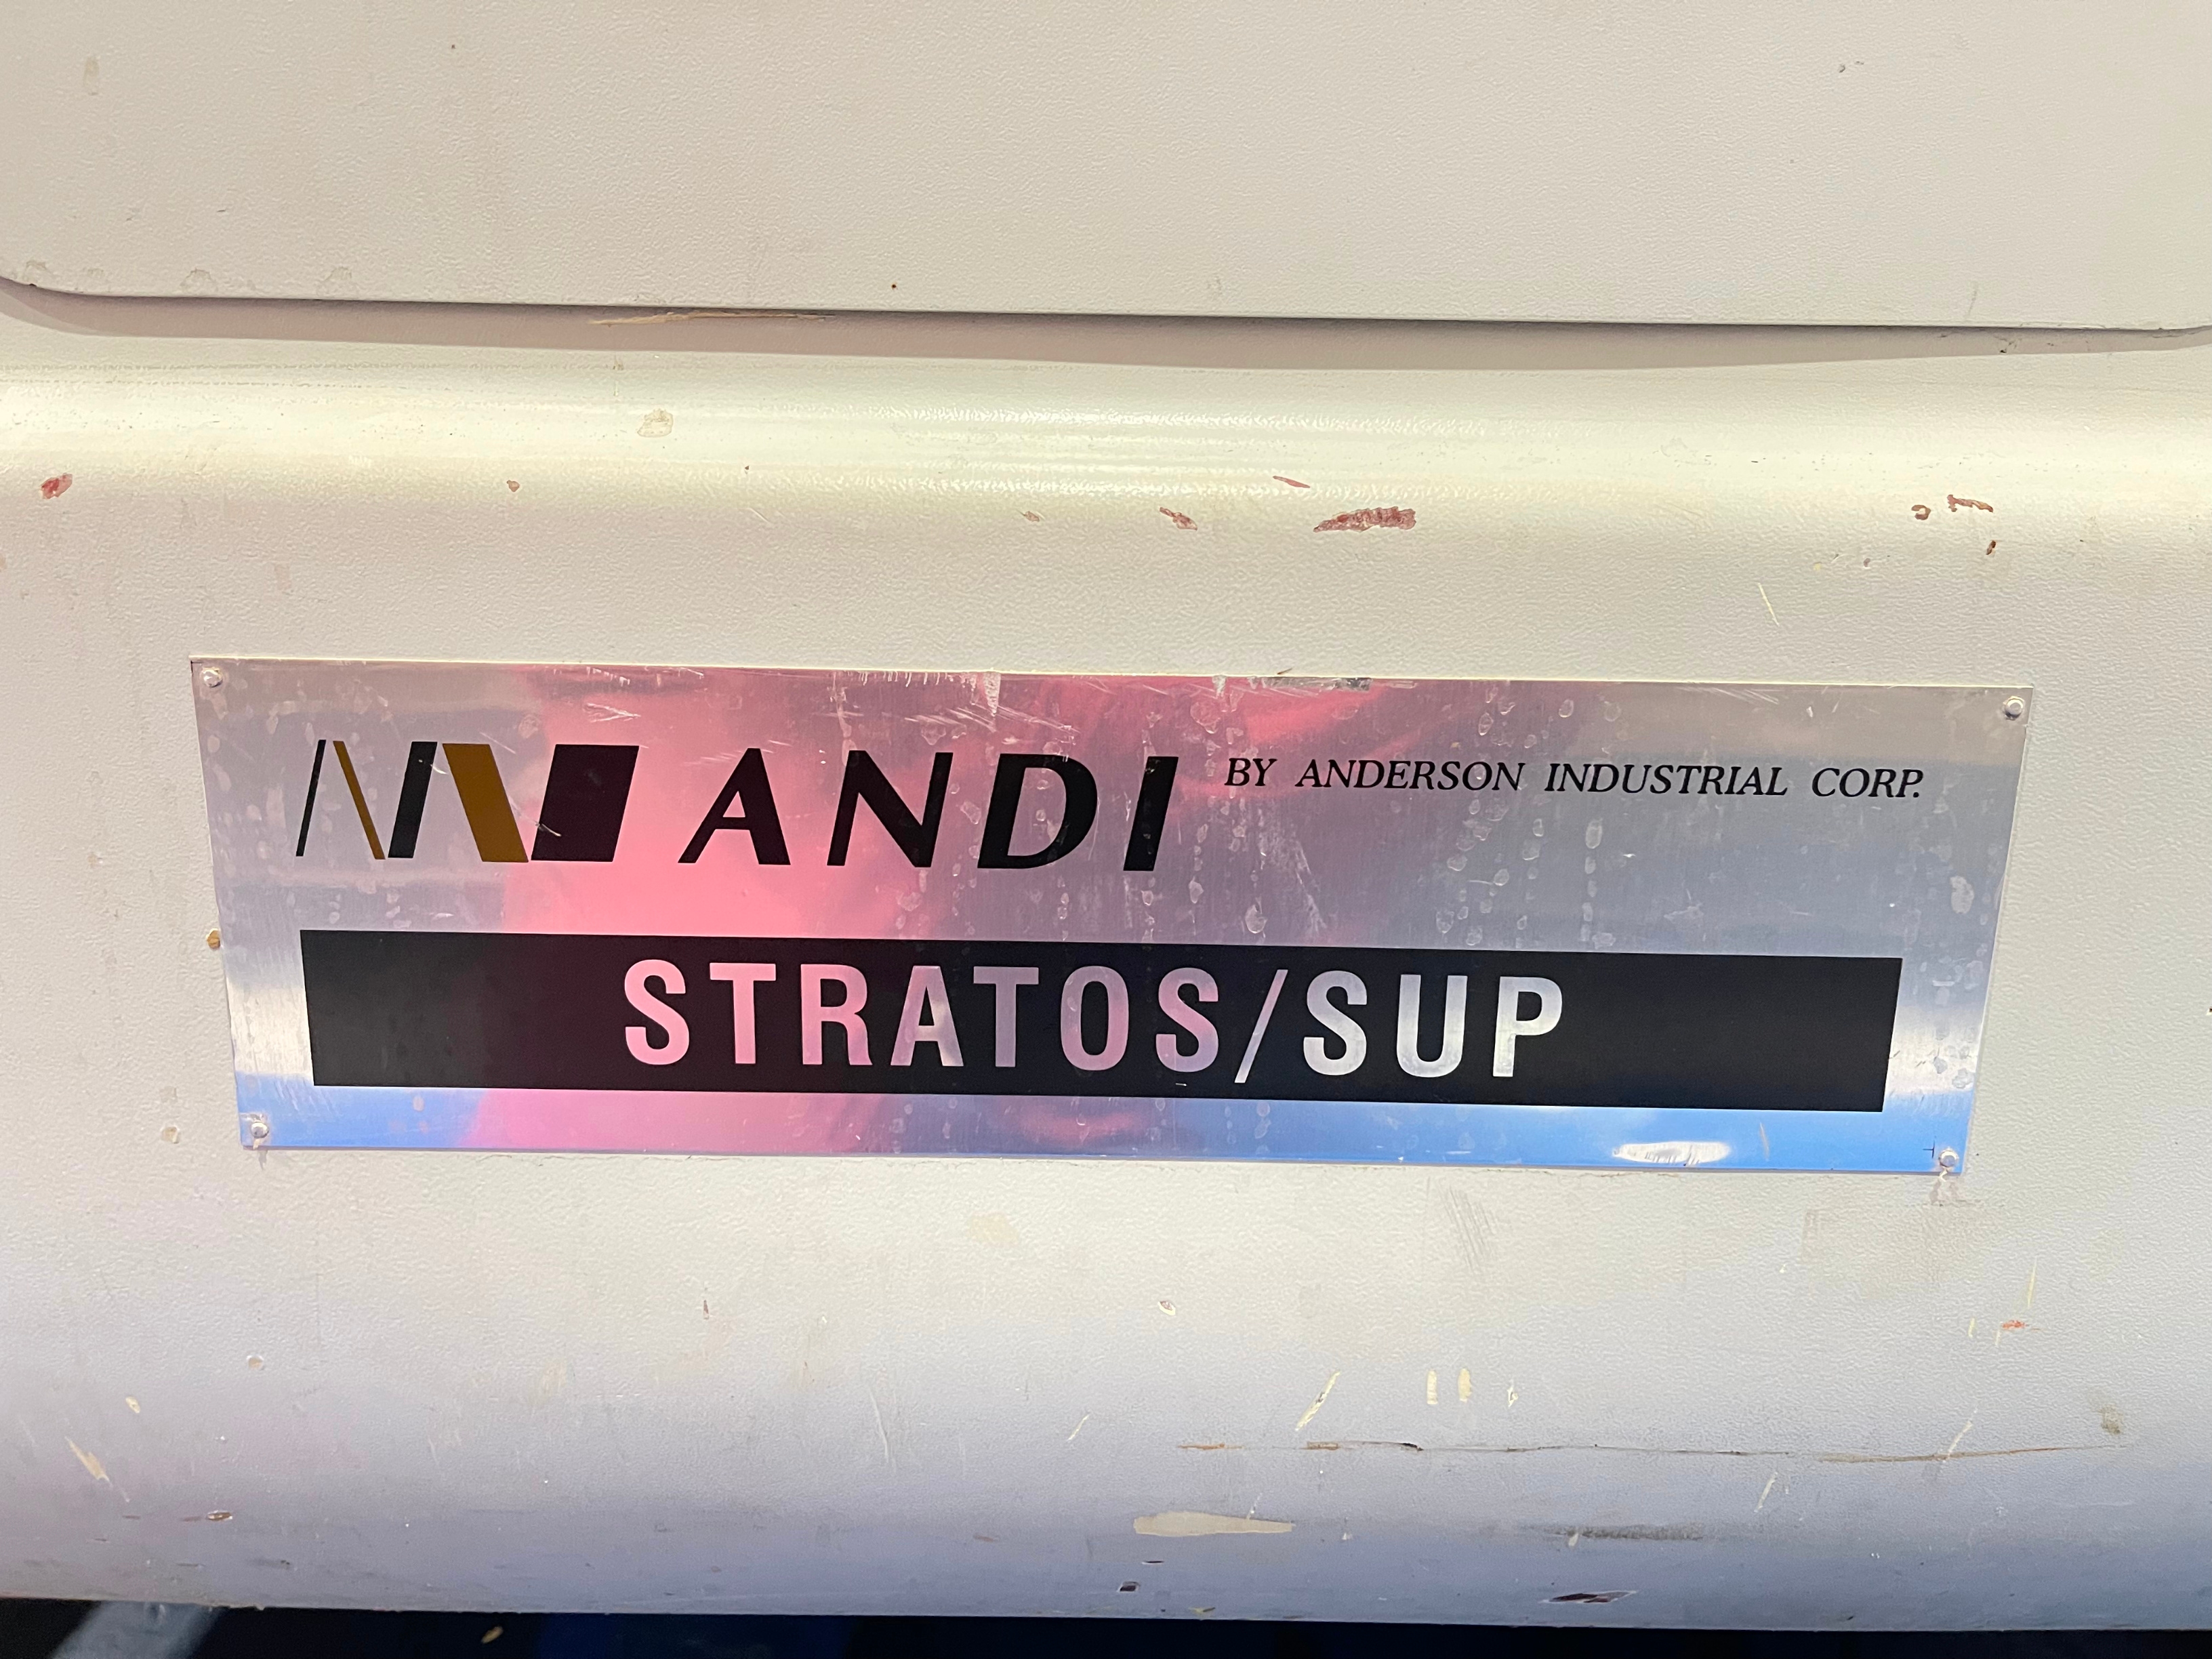 ANDI BY ANDERSON INDUSTRIAL CORP.
STRATOS/SUP